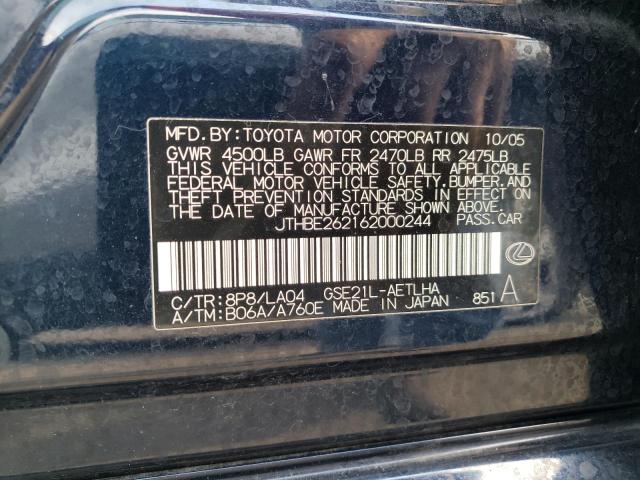 MFD. BY: TOYOTA MOTOR CORPORATION 10/05
GVWR 4500LB GAWR FR 2470LB RR 2475LB
THIS VEHICLE CONFORMS TO ALL APPLICABLE
FEDERAL MOTOR VEHICLE SAFETY, BUMPER, AND
THEFT PREVENTION STANDARDS IN EFFECT ON
THE DATE OF MANUFACTURE SHOWN ABOVE.
JTHBE262162000244 PASS. CAR
C/TR: 8P8/LA04 GSE21L-AETLHA
A/TM: B06A/A760E MADE IN JAPAN 851 A